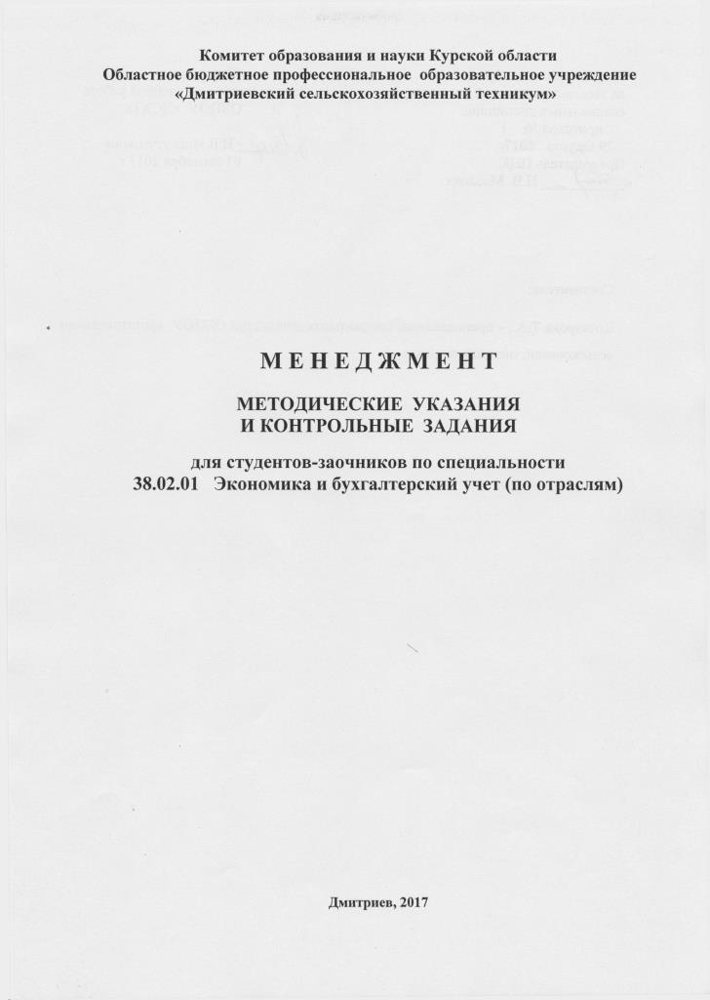 Комитет образования и науки Курской области
Областное бюджетное профессиональное образовательное учреждение
«Дмитриевский сельскохозяйственный техникум»
М Е Н Е Д Ж М Е Н Т
МЕТОДИЧЕСКИЕ УКАЗАНИЯ
И КОНТРОЛЬНЫЕ ЗАДАНИЯ
для студентов-заочников по специальности
38.02.01 Экономика и бухгалтерский учет (по отраслям)
Дмитриев, 2017